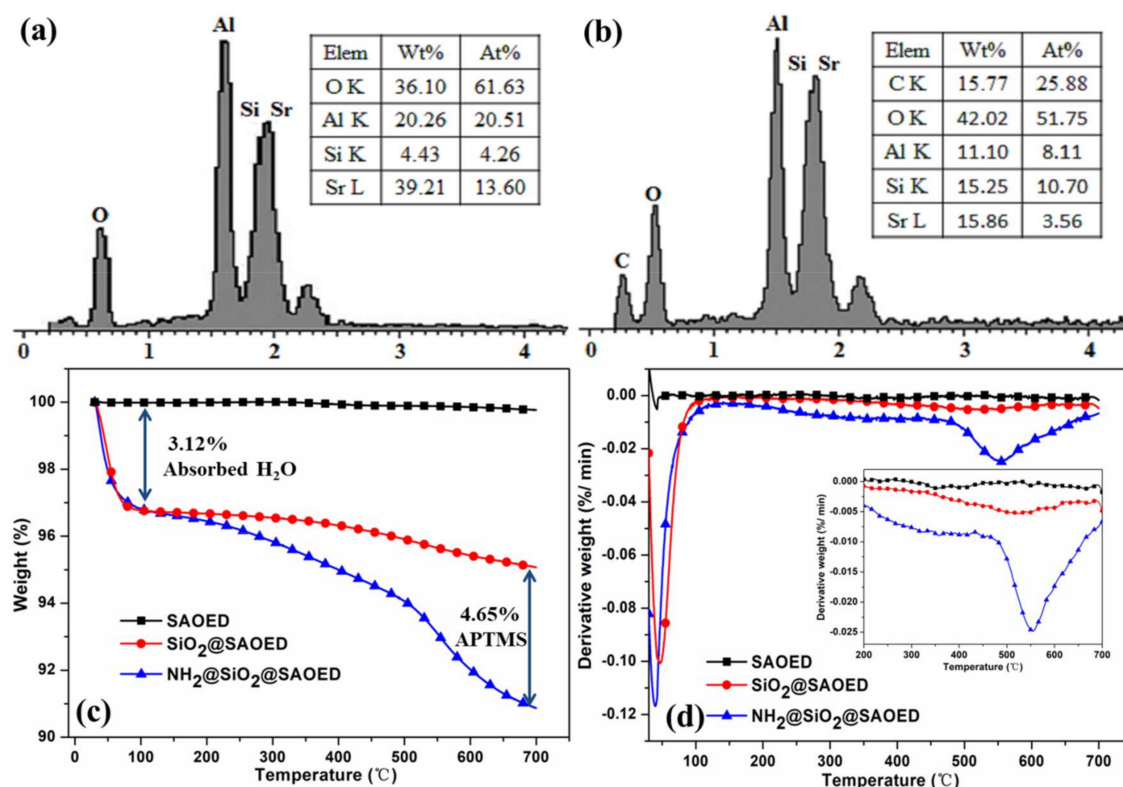 (a)
Al
Si Sr
O
Elem Wt% At%
O K 36.10 61.63
Al K 20.26 20.51
Si K 4.43 4.26
Sr L 39.21 13.60
0 1 2 3 4
(b)
Al
Si Sr
O
C
Elem Wt% At%
C K 15.77 25.88
O K 42.02 51.75
Al K 11.10 8.11
Si K 15.25 10.70
Sr L 15.86 3.56
0 1 2 3 4
100
98
96
94
92
90
Weight (%)
3.12%
Absorbed H₂O
4.65%
APTMS
SAOED
SiO₂@SAOED
NH₂@SiO₂@SAOED
(c)
0 100 200 300 400 500 600 700
Temperature (℃)
0.00
-0.02
-0.04
-0.06
-0.08
-0.10
-0.12
Derivative weight (%/ min)
0.000
-0.005
-0.010
-0.015
-0.020
-0.025
Derivative weight (%/ min)
200 300 400 500 600 700
Temperature (℃)
SAOED
SiO₂@SAOED
NH₂@SiO₂@SAOED
(d)
100 200 300 400 500 600 700
Temperature (℃)